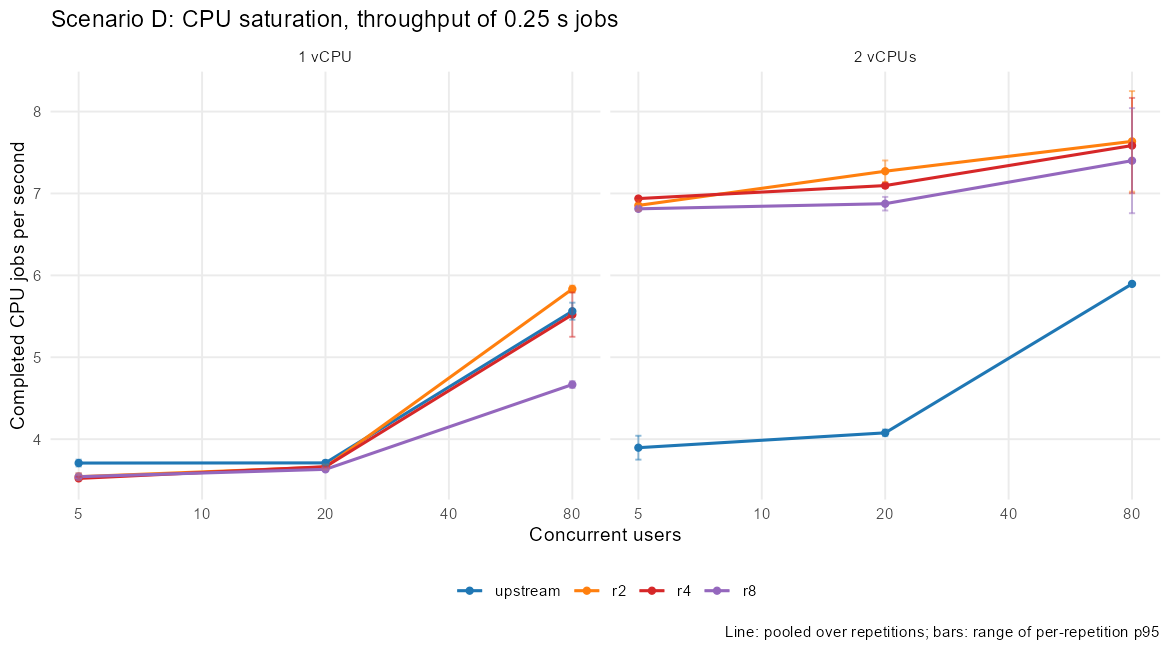 Scenario D: CPU saturation, throughput of 0.25 s jobs
1 vCPU
2 vCPUs
Completed CPU jobs per second
8
7
6
5
4
5 10 20 40 80
5 10 20 40 80
Concurrent users
upstream r2 r4 r8
Line: pooled over repetitions; bars: range of per-repetition p95